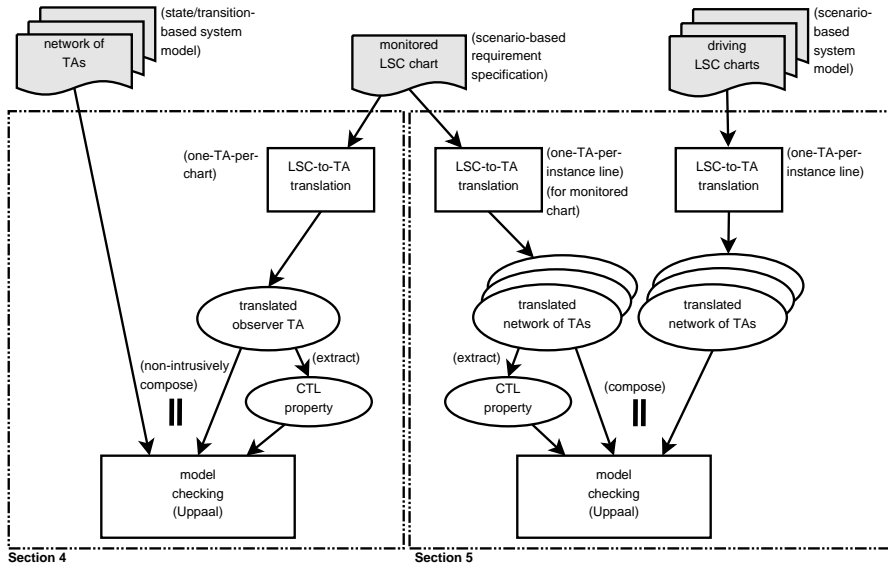 network of
TAs
(state/transition-
based system
model)
monitored
LSC chart
(scenario-based
requirement
specification)
driving
LSC charts
(scenario-
based
system
model)
(one-TA-per-
chart)
LSC-to-TA
translation
LSC-to-TA
translation
(one-TA-per-
instance line)
(for monitored
chart)
LSC-to-TA
translation
(one-TA-per-
instance line)
translated
observer TA
translated
network of TAs
translated
network of TAs
(non-intrusively
compose)
(extract)
CTL
property
(extract)
CTL
property
(compose)
model
checking
(Uppaal)
model
checking
(Uppaal)
Section 4
Section 5